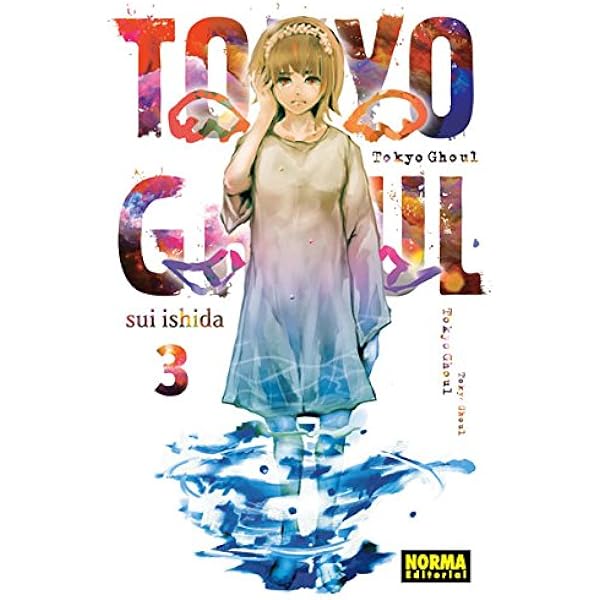 TOKYO
Tokyo Ghoul
GHOUL
sui ishida
3
Tokyo Ghoul
Tokyo Ghoul
NORMA
Editorial